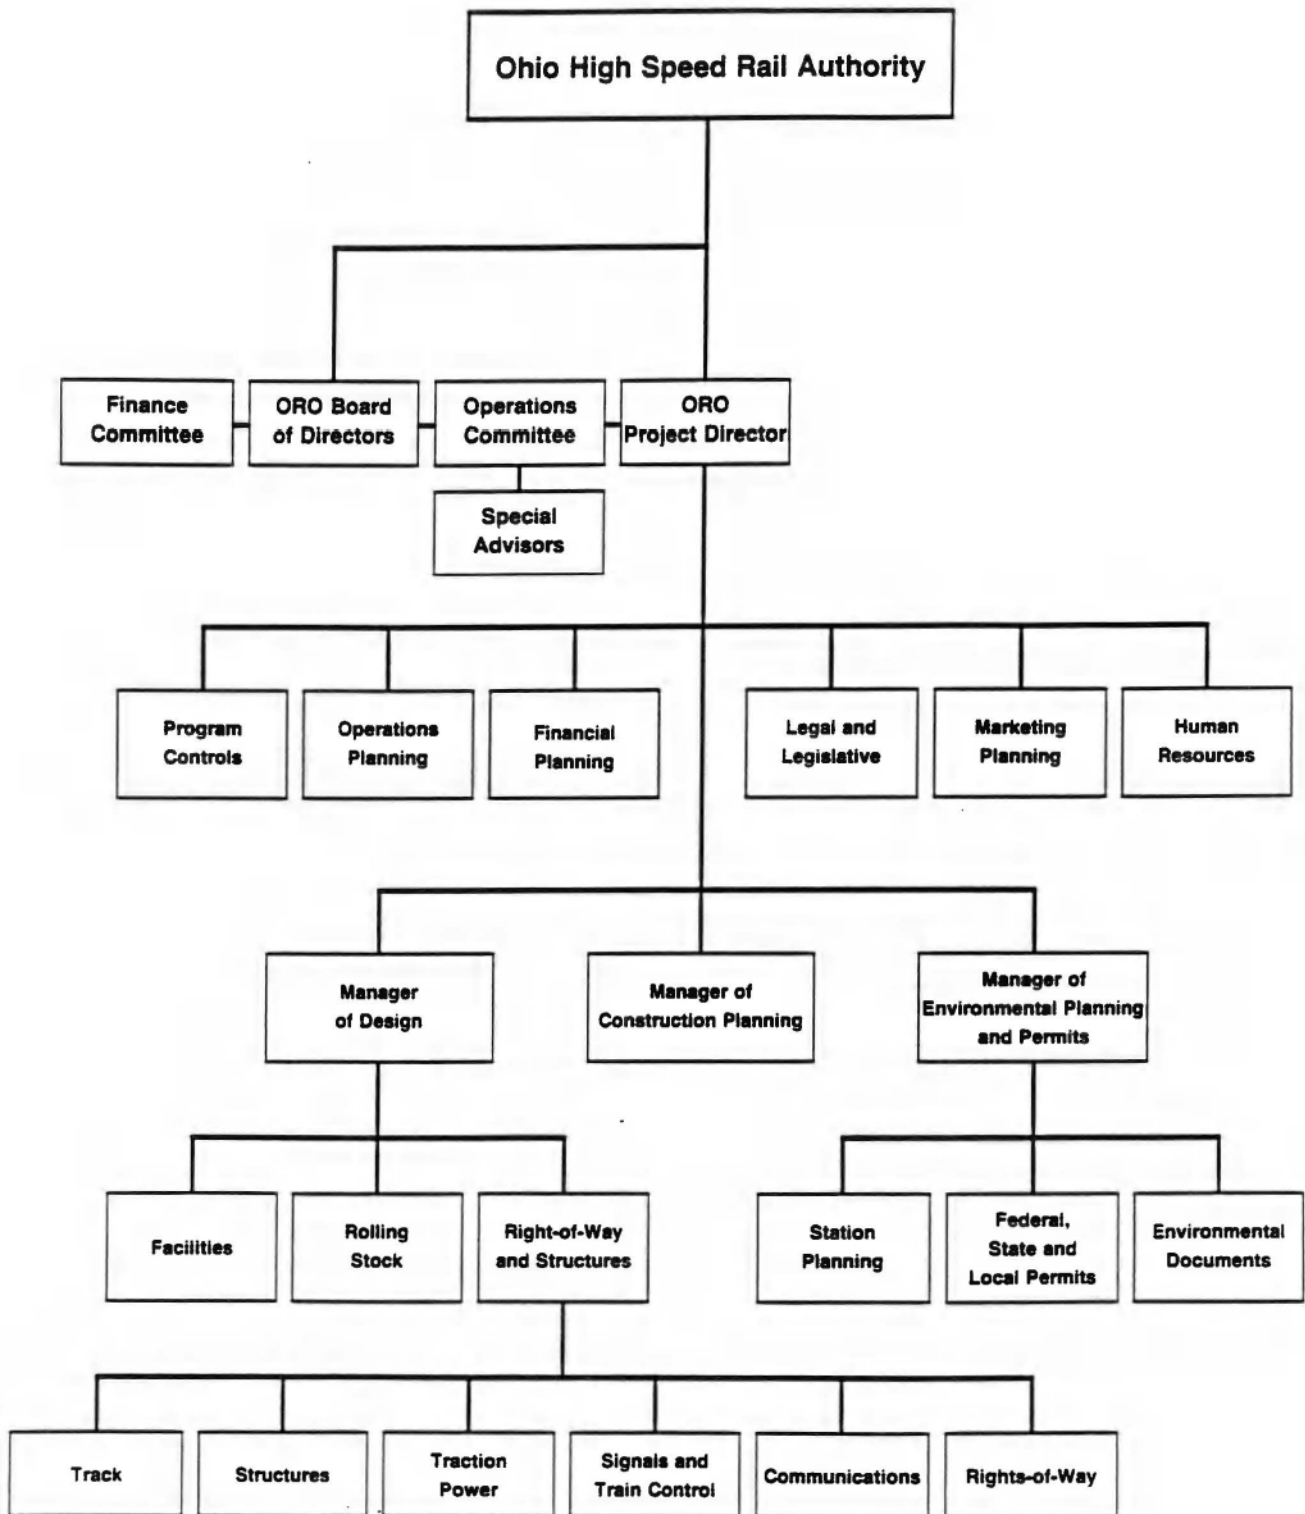 Ohio High Speed Rail Authority
Finance
Committee
ORO Board
of Directors
Operations
Committee
ORO
Project Director
Special
Advisors
Program
Controls
Operations
Planning
Financial
Planning
Legal and
Legislative
Marketing
Planning
Human
Resources
Manager
of Design
Manager of
Construction Planning
Manager of
Environmental Planning
and Permits
Facilities
Rolling
Stock
Right-of-Way
and Structures
Station
Planning
Federal,
State and
Local Permits
Environmental
Documents
Track
Structures
Traction
Power
Signals and
Train Control
Communications
Rights-of-Way